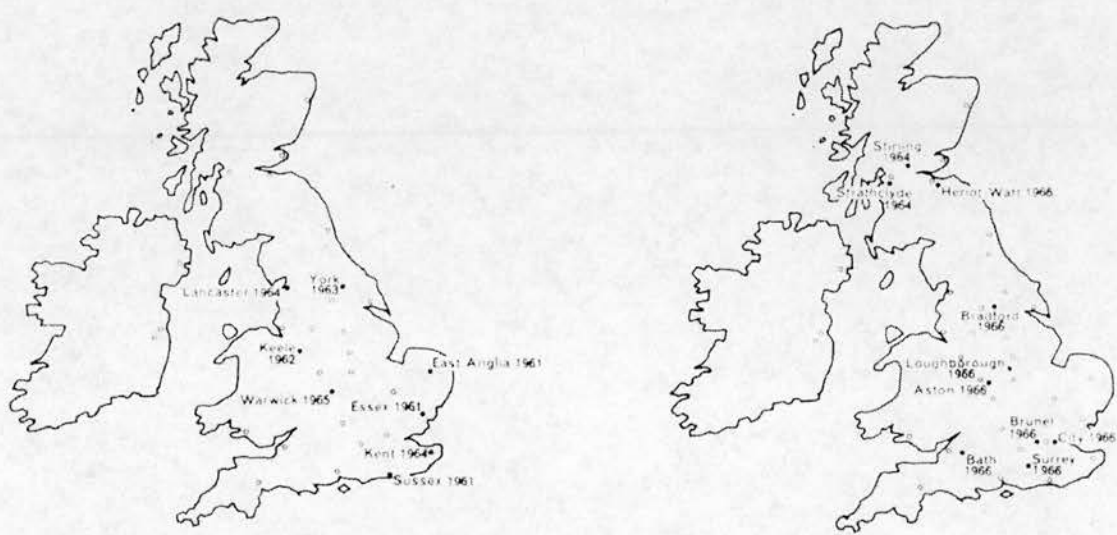 Lancaster 1964
York
1963
Keele
1962
East Anglia 1961
Warwick 1965
Essex 1961
Kent 1964
Sussex 1961
Stirling
1964
Strathclyde
1964
Heriot-Watt 1966
Bradford
1966
Loughborough
1966
Aston 1966
Brunel
1966
City 1966
Bath
1966
Surrey
1966